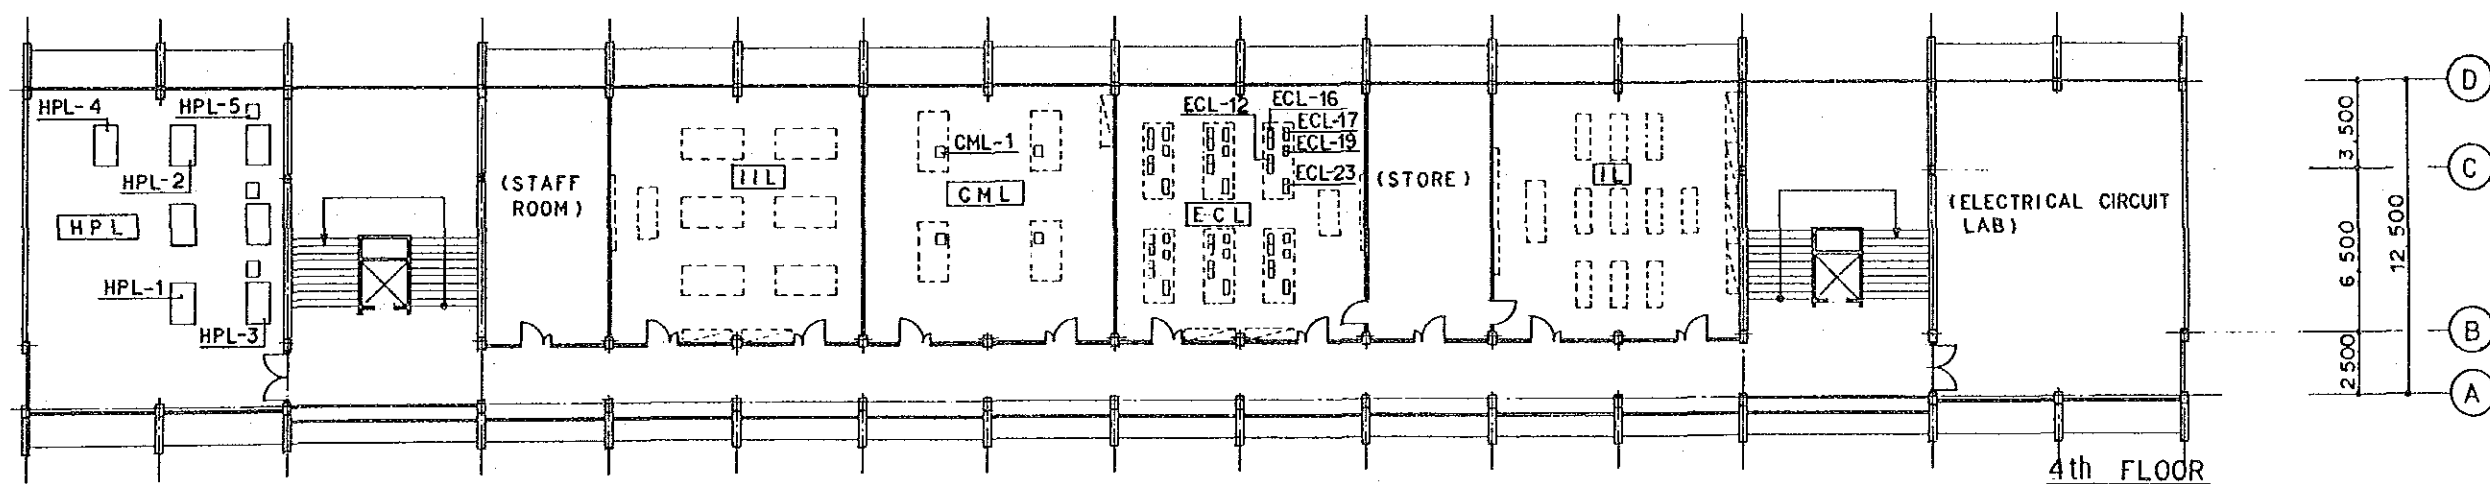 HPL-4
HPL-5
HPL-2
HPL
HPL-1
HPL-3
(STAFF
ROOM)
IIL
CML-1
CML
ECL-12
ECL-16
ECL-17
ECL-19
ECL-23
ECL
(STORE)
IL
(ELECTRICAL CIRCUIT
LAB)
3,500
6 500
2500
12,500
D
C
B
A
4th FLOOR